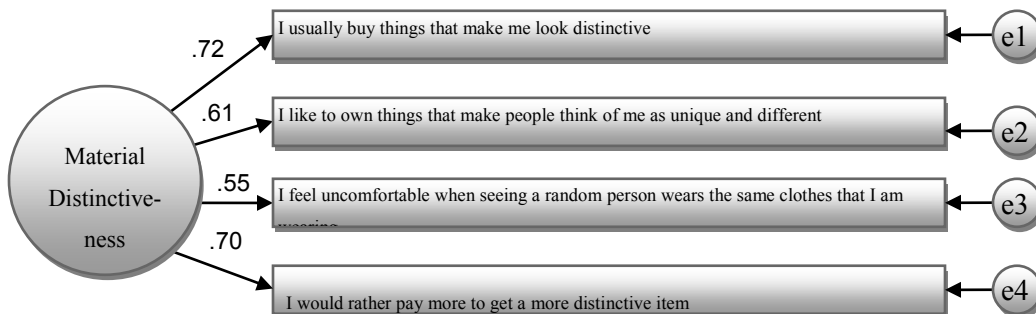 I usually buy things that make me look distinctive
e1
.72
.61
I like to own things that make people think of me as unique and different
e2
Material
Distinctive-
ness
.55
I feel uncomfortable when seeing a random person wears the same clothes that I am
wearing
e3
.70
I would rather pay more to get a more distinctive item
e4